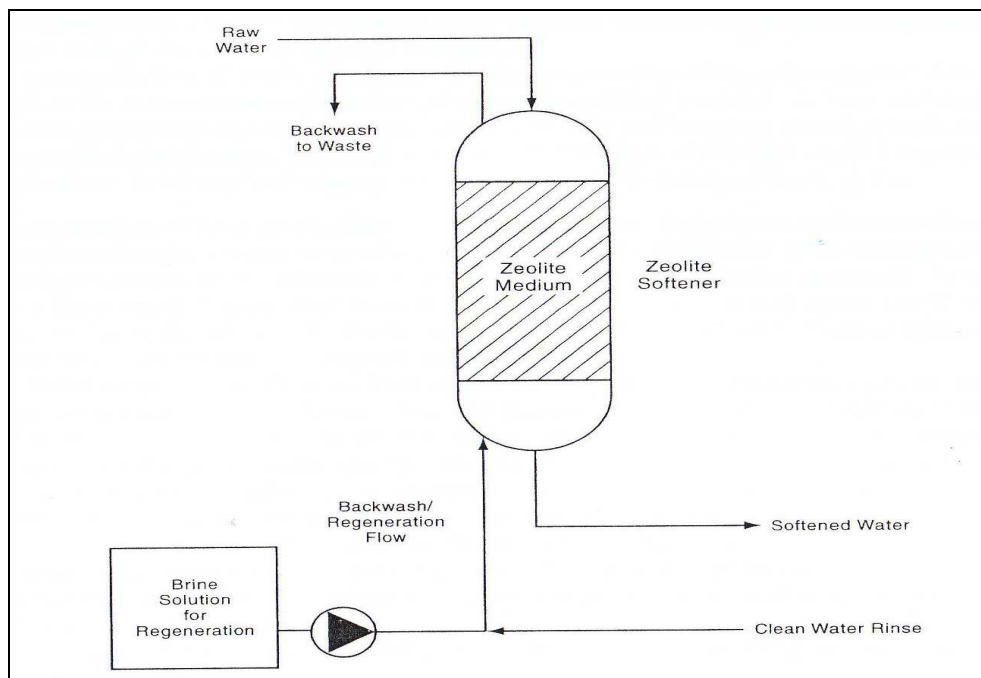 Raw
Water
Backwash
to Waste
Zeolite
Medium
Zeolite
Softener
Backwash/
Regeneration
Flow
Softened Water
Brine
Solution
for
Regeneration
Clean Water Rinse